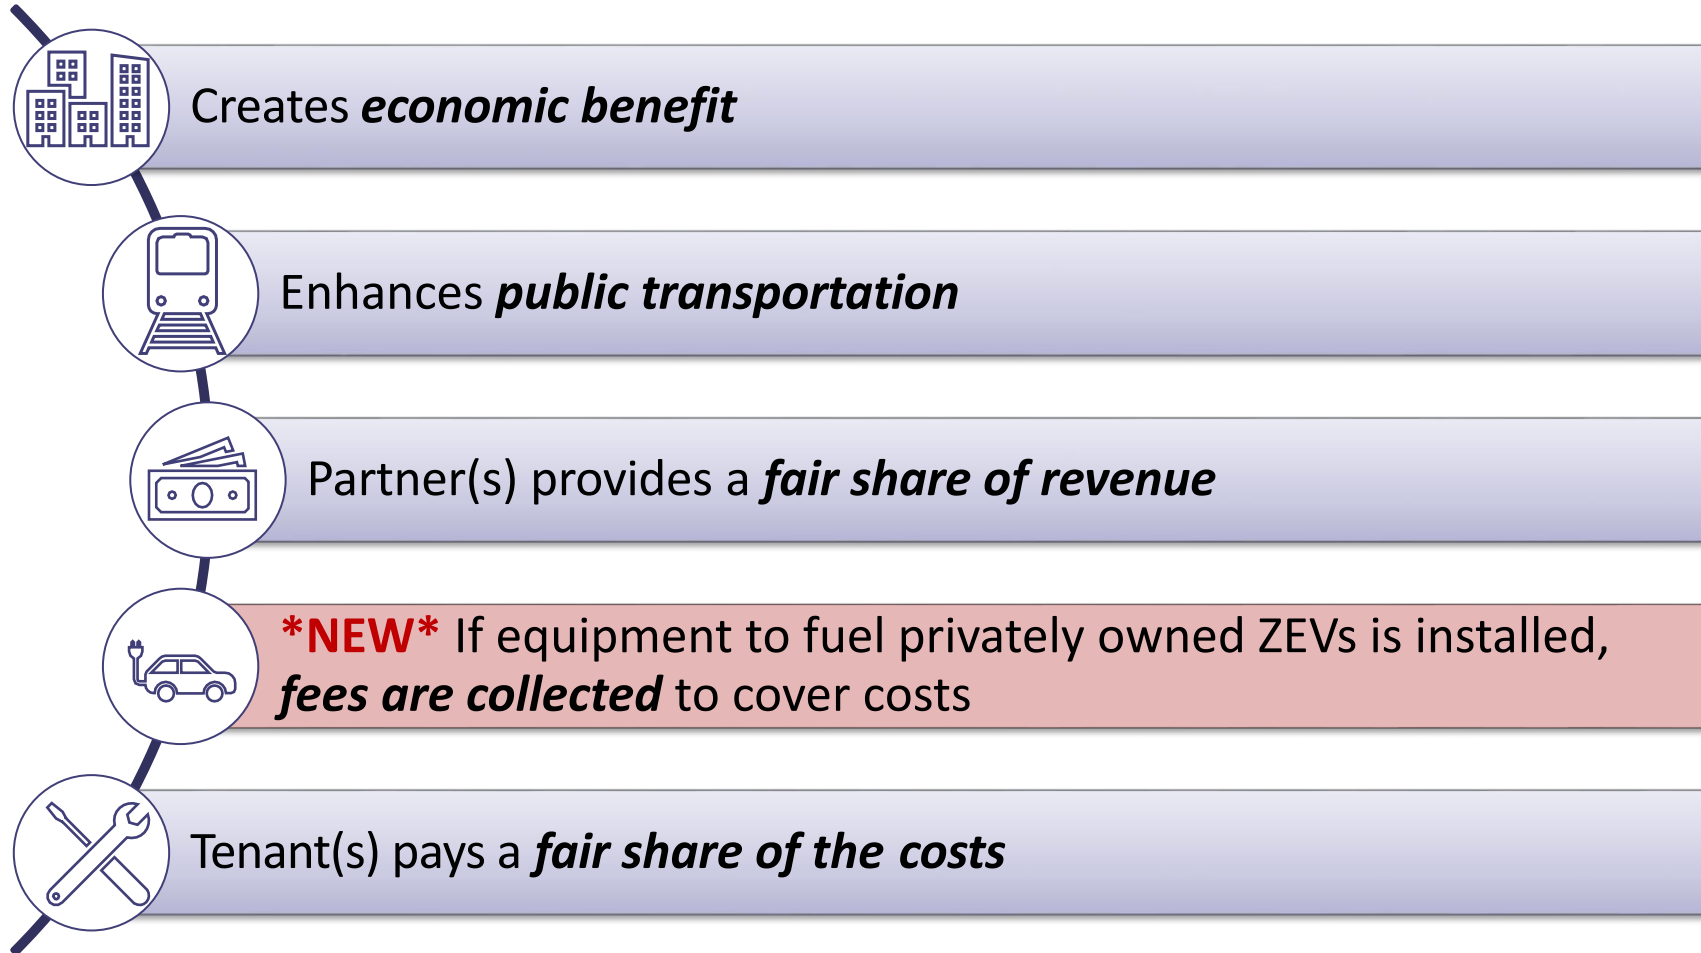 Creates economic benefit
Enhances public transportation
Partner(s) provides a fair share of revenue
*NEW* If equipment to fuel privately owned ZEVs is installed,
fees are collected to cover costs
Tenant(s) pays a fair share of the costs